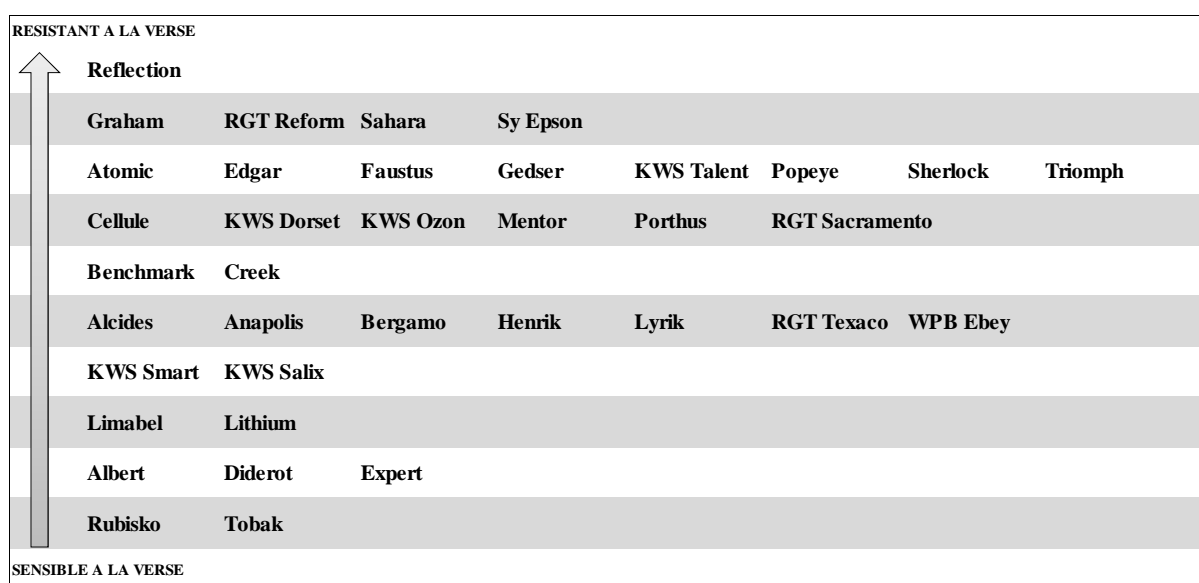 RESISTANT A LA VERSE
Reflection
Graham RGT Reform Sahara Sy Epson
Atomic Edgar Faustus Gedser KWS Talent Popeye Sherlock Triomph
Cellule KWS Dorset KWS Ozon Mentor Porthus RGT Sacramento
Benchmark Creek
Alcides Anapolis Bergamo Henrik Lyrik RGT Texaco WPB Ebey
KWS Smart KWS Salix
Limabel Lithium
Albert Diderot Expert
Rubisko Tobak
SENSIBLE A LA VERSE